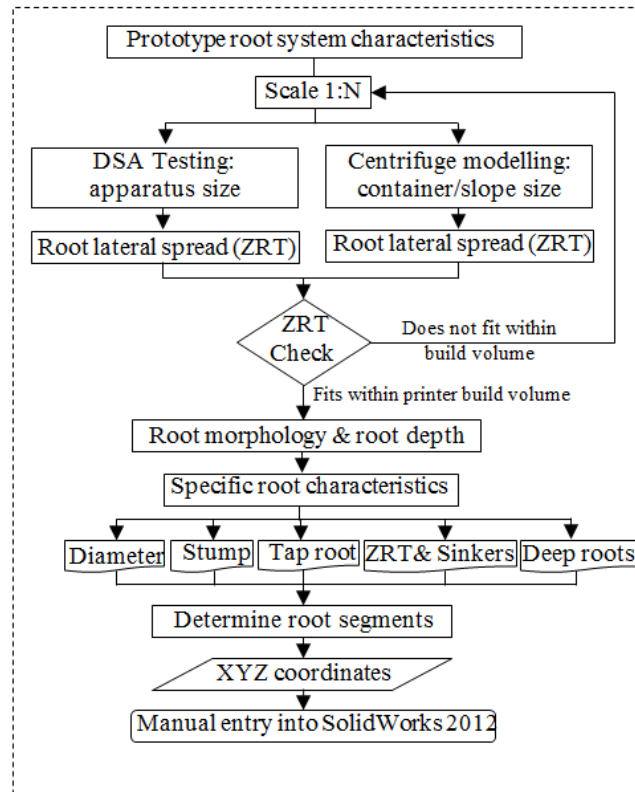 Prototype root system characteristics
Scale 1:N
DSA Testing:
apparatus size
Centrifuge modelling:
container/slope size
Root lateral spread (ZRT)
Root lateral spread (ZRT)
ZRT
Check
Does not fit within
build volume
Fits within printer build volume
Root morphology & root depth
Specific root characteristics
Diameter
Stump
Tap root
ZRT& Sinkers
Deep roots
Determine root segments
XYZ coordinates
Manual entry into SolidWorks 2012